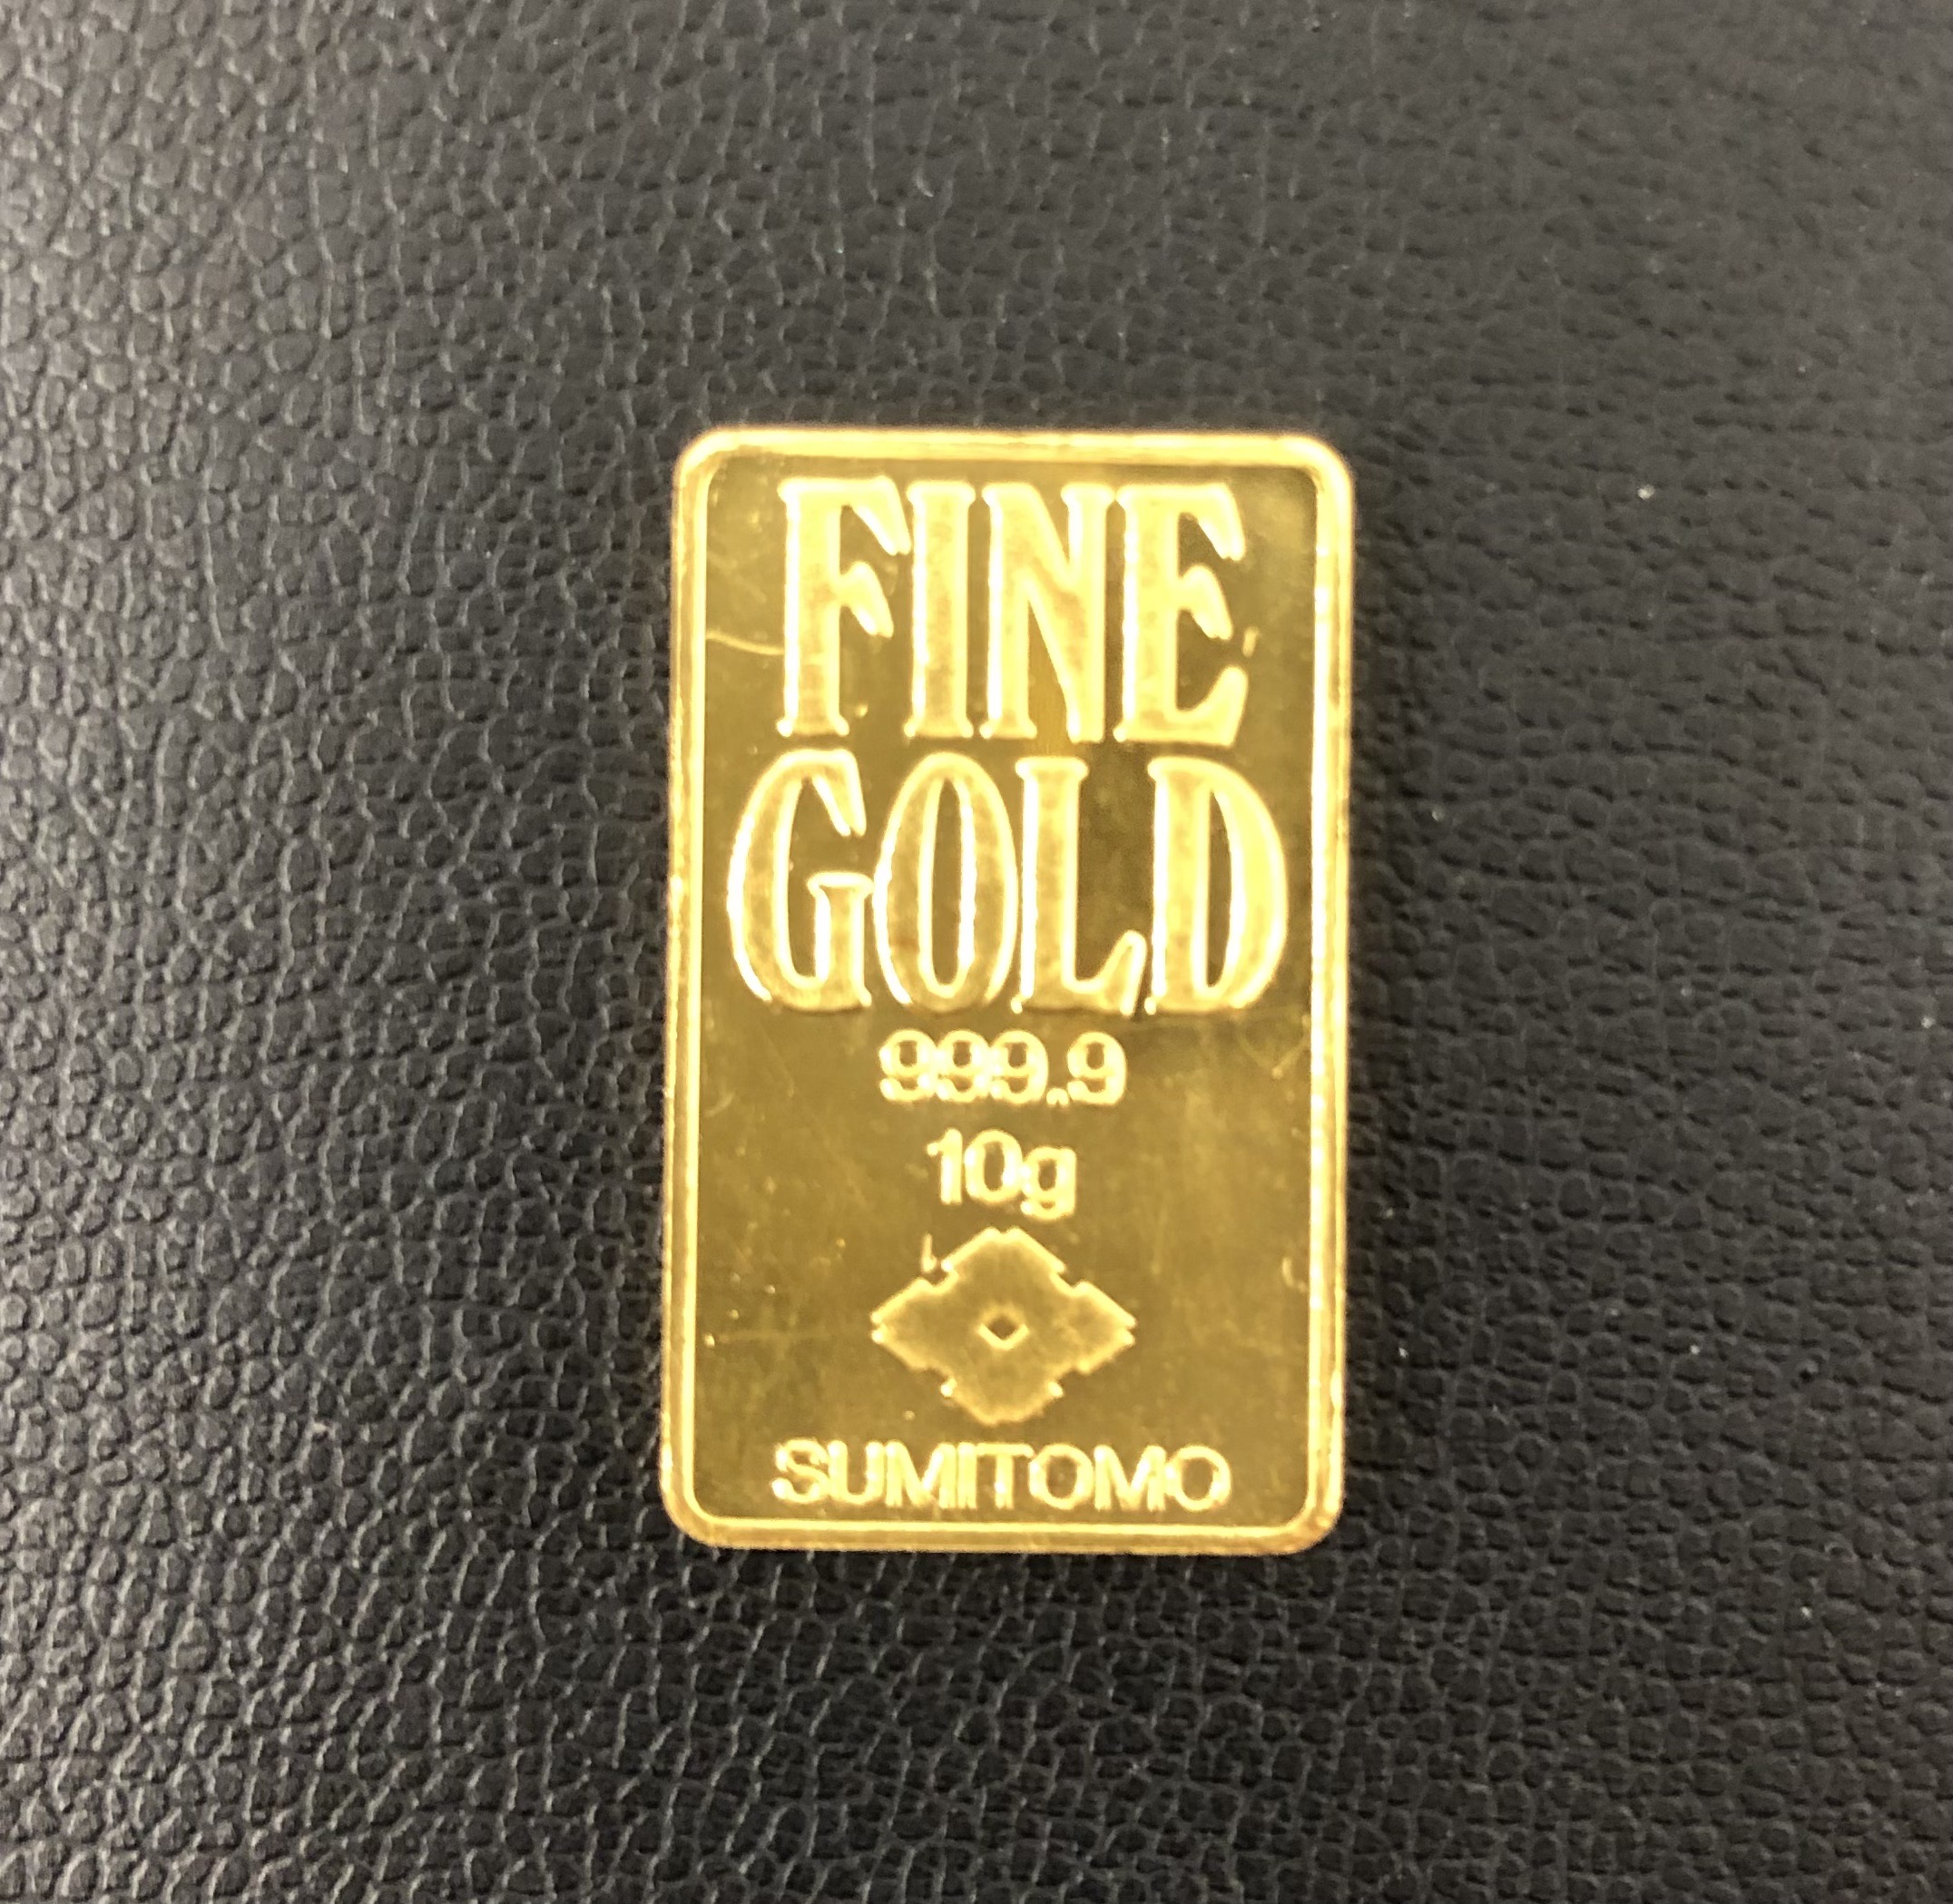 FINE
GOLD
999.9
10g
SUMITOMO